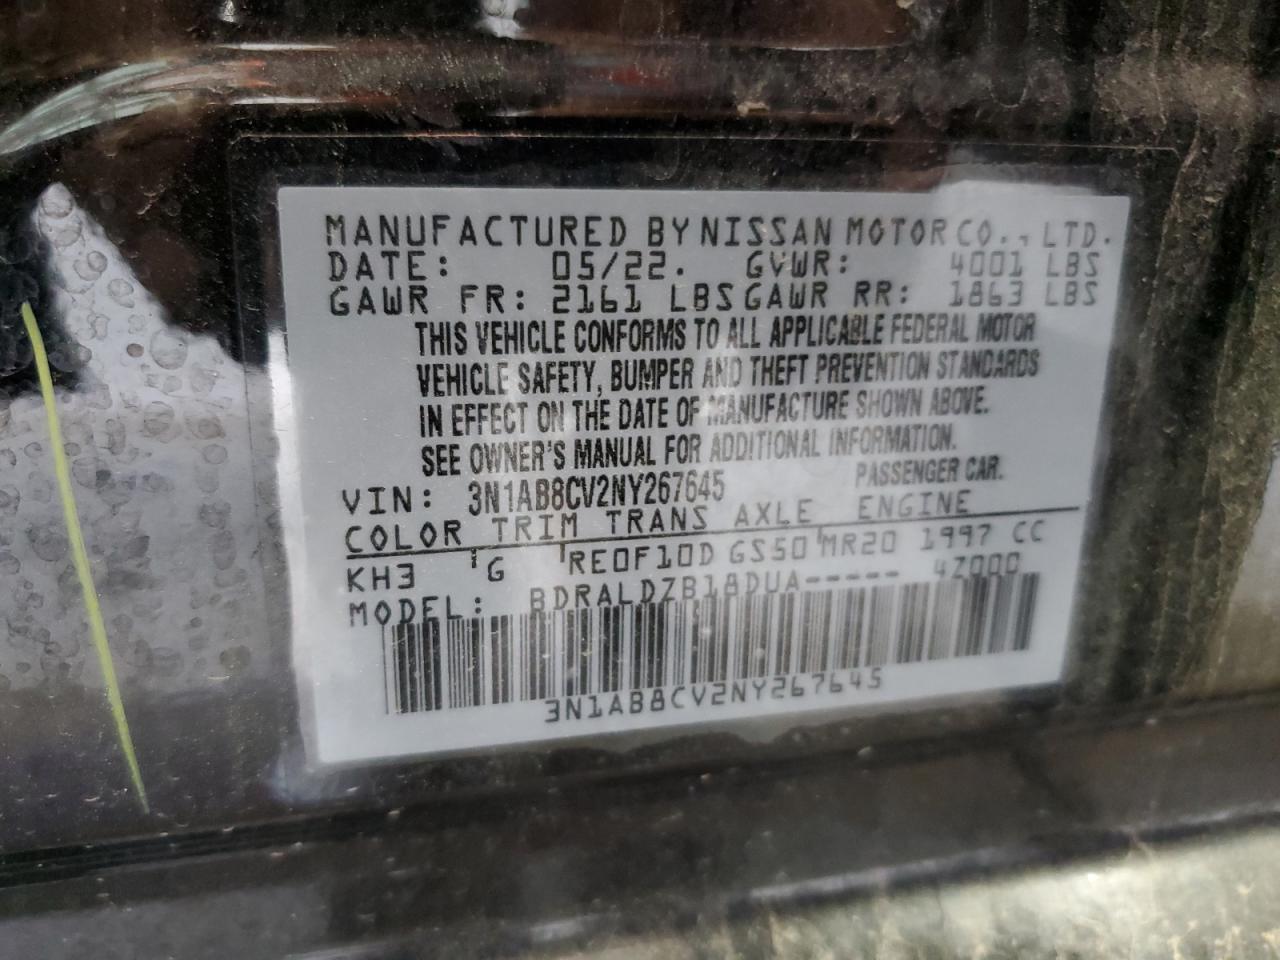 MANUFACTURED BY NISSAN MOTOR CO., LTD.
DATE: 05/22. GVWR: 4001 LBS
GAWR FR: 2161 LBS GAWR RR: 1863 LBS
THIS VEHICLE CONFORMS TO ALL APPLICABLE FEDERAL MOTOR
VEHICLE SAFETY, BUMPER AND THEFT PREVENTION STANDARDS
IN EFFECT ON THE DATE OF MANUFACTURE SHOWN ABOVE.
SEE OWNER'S MANUAL FOR ADDITIONAL INFORMATION.
VIN: 3N1AB8CV2NY267645 PASSENGER CAR.
COLOR TRIM TRANS AXLE ENGINE
KH3 G RE0F10D GS50 MR20 1997 CC
MODEL: BDRALDZB18DUA----- 4Z000
3N1AB8CV2NY267645